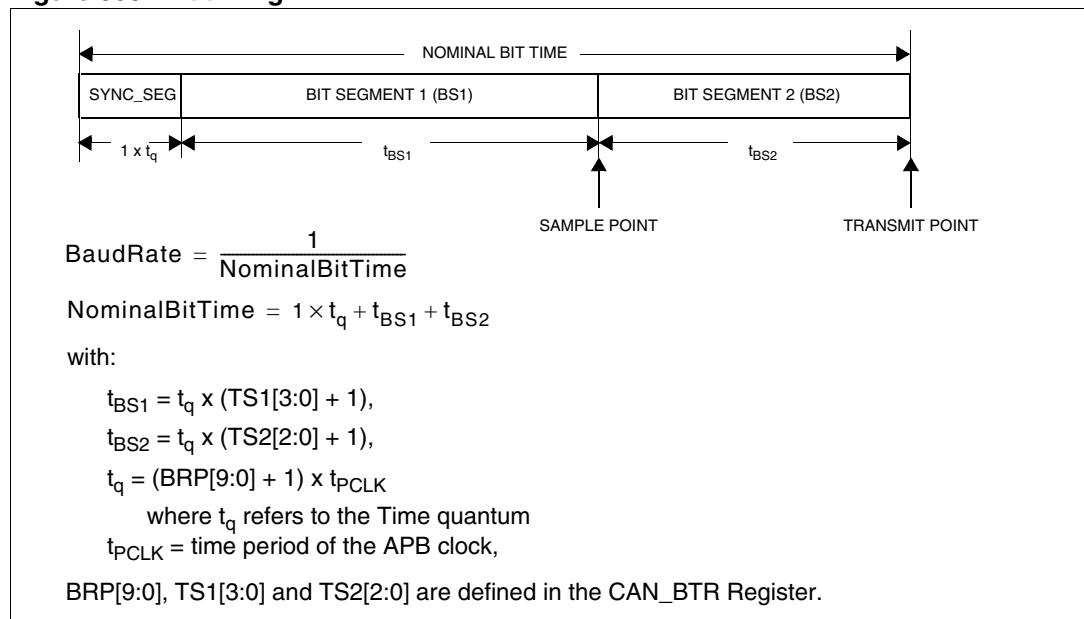 NOMINAL BIT TIME
SYNC_SEG BIT SEGMENT 1 (BS1) BIT SEGMENT 2 (BS2)
1 x tq tBS1 tBS2
SAMPLE POINT TRANSMIT POINT
BaudRate = 1 / NominalBitTime
NominalBitTime = 1 × tq + tBS1 + tBS2
with:
tBS1 = tq x (TS1[3:0] + 1),
tBS2 = tq x (TS2[2:0] + 1),
tq = (BRP[9:0] + 1) x tPCLK
where tq refers to the Time quantum
tPCLK = time period of the APB clock,
BRP[9:0], TS1[3:0] and TS2[2:0] are defined in the CAN_BTR Register.